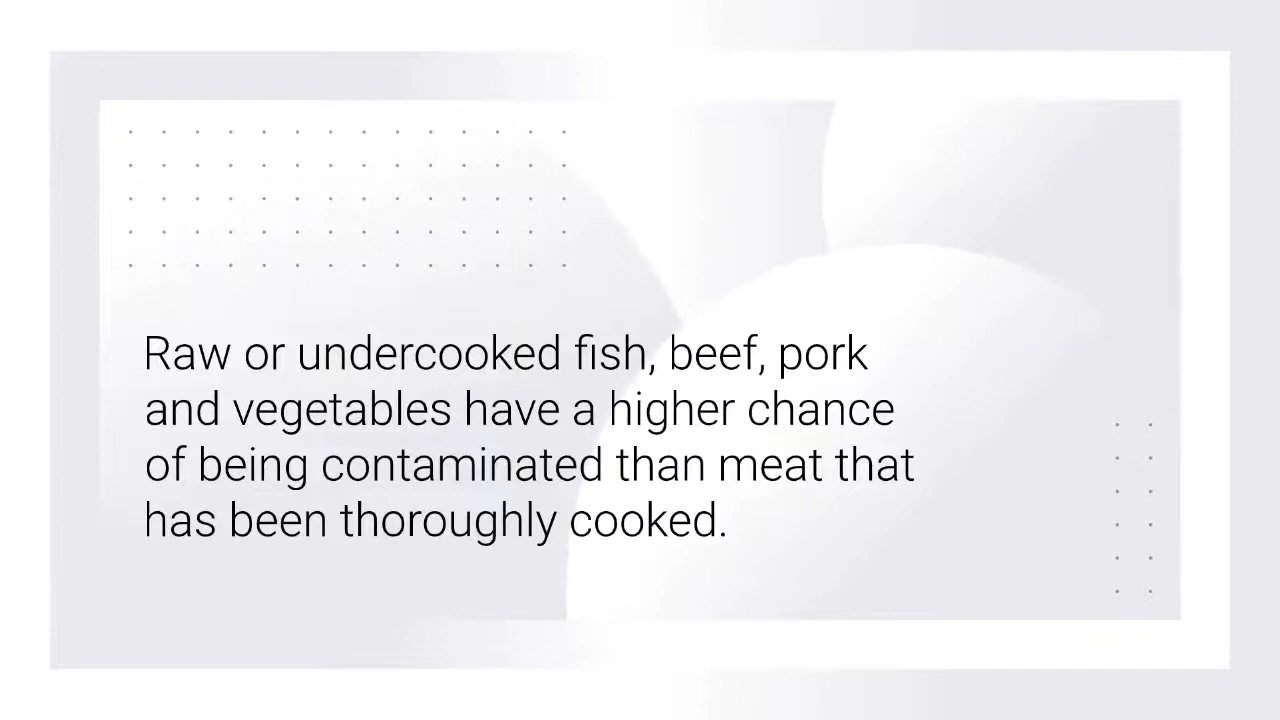 Raw or undercooked fish, beef, pork
and vegetables have a higher chance
of being contaminated than meat that
has been thoroughly cooked.